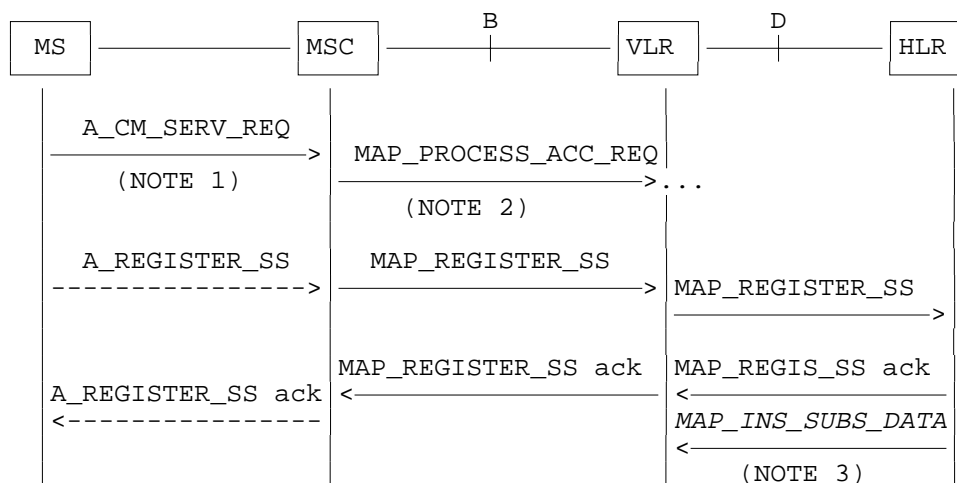 B D
MS MSC VLR HLR
A_CM_SERV_REQ
MAP_PROCESS_ACC_REQ
(NOTE 1) ...
(NOTE 2)
A_REGISTER_SS MAP_REGISTER_SS
MAP_REGISTER_SS
MAP_REGISTER_SS ack MAP_REGIS_SS ack
A_REGISTER_SS ack
MAP_INS_SUBS_DATA
(NOTE 3)